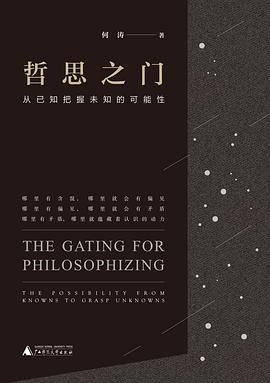 何 涛 —— 著
哲思之门
从已知把握未知的可能性
哪里有含混，哪里就会有偏见
哪里有偏见，哪里就会有矛盾
哪里有矛盾，哪里就蕴藏着认识的动力
THE GATING FOR
PHILOSOPHIZING
THE POSSIBILITY FROM
KNOWNS TO GRASP UNKNOWNS
广西师范大学出版社